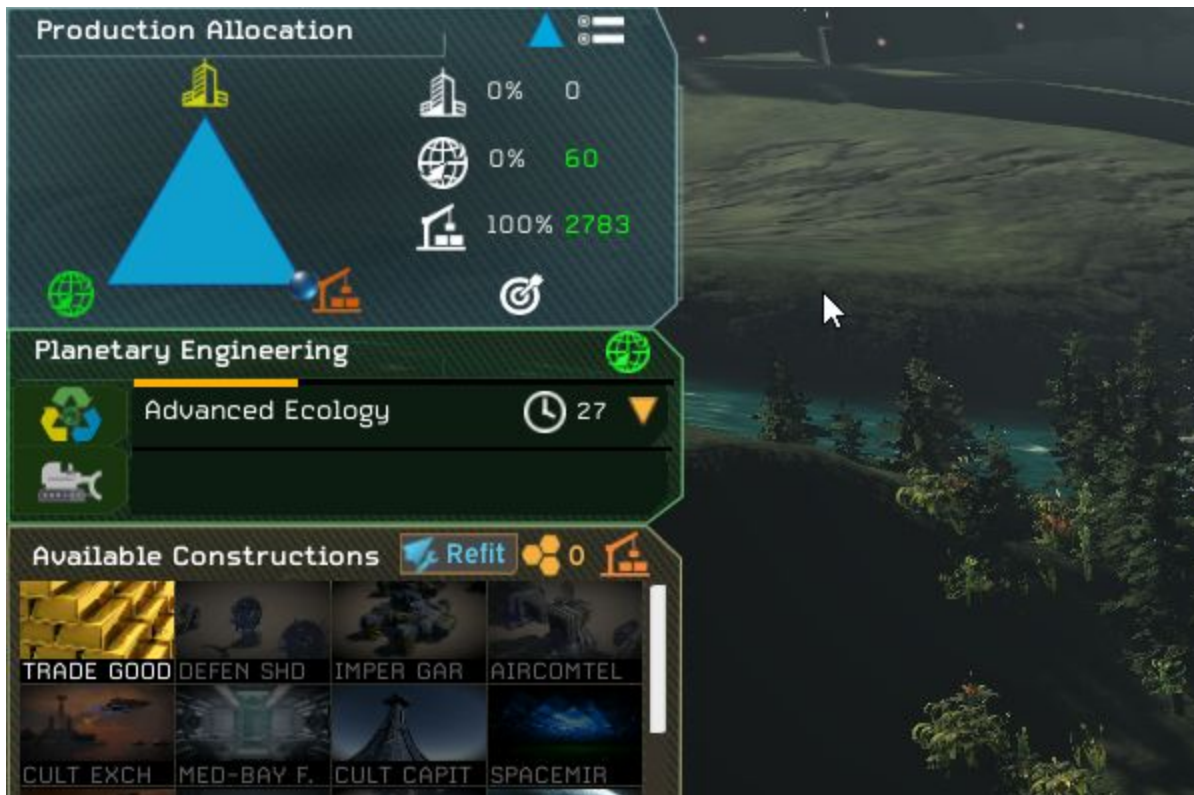 Production Allocation
0% 0
0% 60
100% 2783
Planetary Engineering
Advanced Ecology 27
Available Constructions Refit 0
TRADE GOOD DEFEN SHD IMPER GAR AIRCOMTEL
CULT EXCH MED-BAY F. CULT CAPIT SPACEMIR